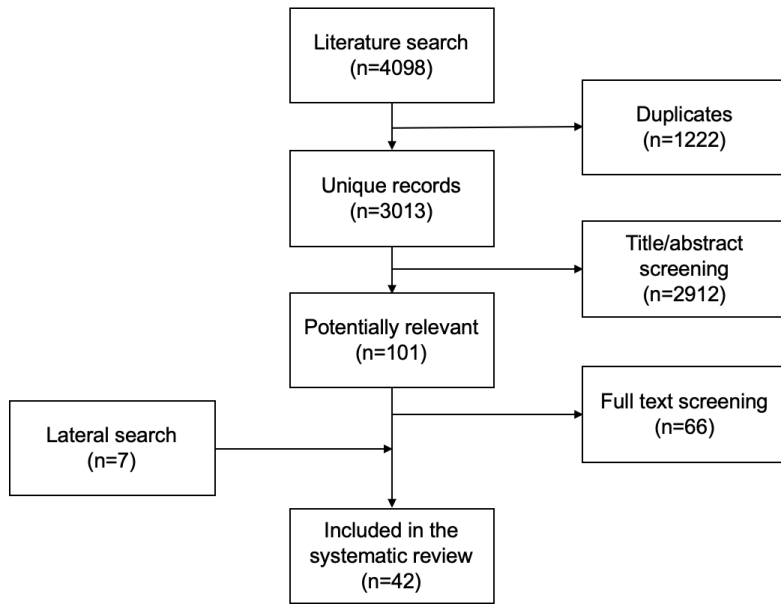 Literature search
(n=4098)
Duplicates
(n=1222)
Unique records
(n=3013)
Title/abstract
screening
(n=2912)
Potentially relevant
(n=101)
Full text screening
(n=66)
Lateral search
(n=7)
Included in the
systematic review
(n=42)